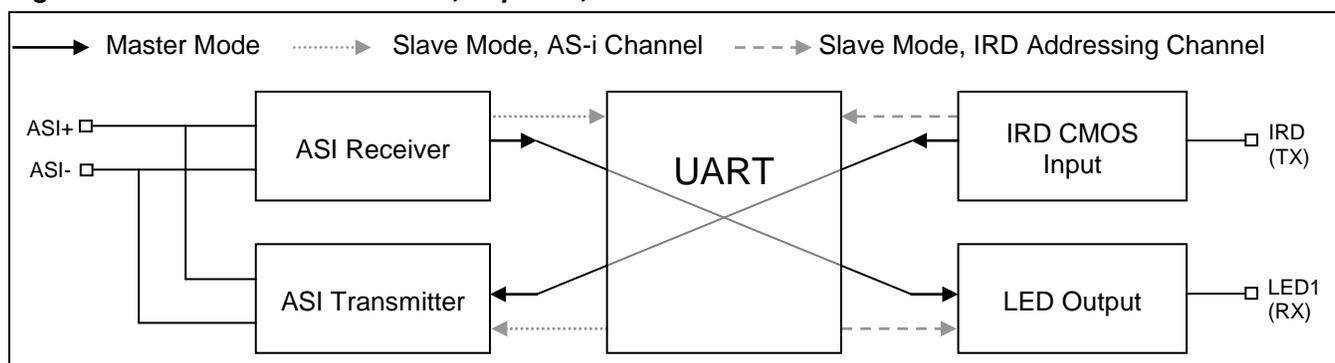 Master Mode
Slave Mode, AS-i Channel
Slave Mode, IRD Addressing Channel
ASI+
ASI-
ASI Receiver
UART
IRD CMOS
Input
IRD
(TX)
ASI Transmitter
LED Output
LED1
(RX)